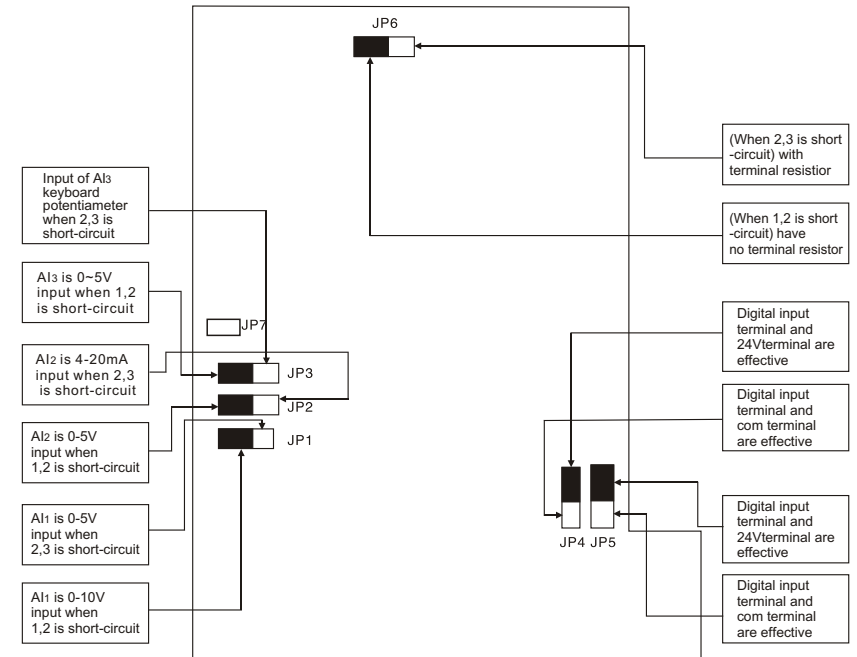 JP6
(When 2,3 is short
-circuit) with
terminal resistior
(When 1,2 is short
-circuit) have
no terminal resistor
Input of AI3
keyboard
potentiameter
when 2,3 is
short-circuit
AI3 is 0~5V
input when 1,2
is short-circuit
AI2 is 4-20mA
input when 2,3
is short-circuit
AI2 is 0-5V
input when
1,2 is short-circuit
AI1 is 0-5V
input when
2,3 is short-circuit
AI1 is 0-10V
input when
1,2 is short-circuit
JP7
JP3
JP2
JP1
Digital input
terminal and
24Vterminal are
effective
Digital input
terminal and
com terminal
are effective
JP4 JP5
Digital input
terminal and
24Vterminal are
effective
Digital input
terminal and
com terminal
are effective